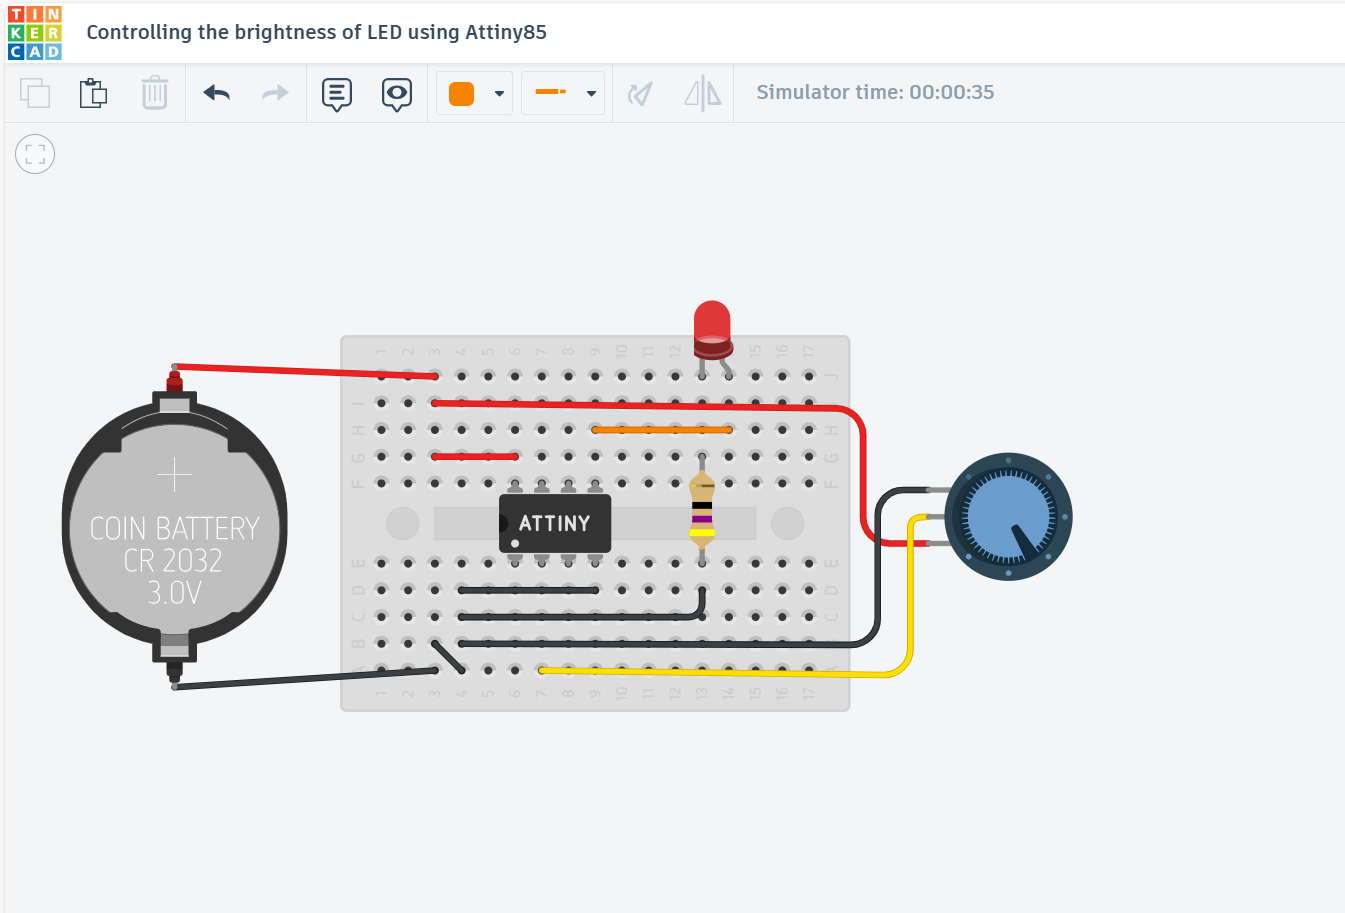 TIN
KER
CAD
Controlling the brightness of LED using Attiny85
Simulator time: 00:00:35
1 2 3 4 5 6 7 8 9 10 11 12 15 16 17
J
I I
H H
G G
F F
COIN BATTERY
CR 2032
3.0V
ATTINY
E E
D D
C C
B
A
1 2 3 4 5 6 7 8 9 10 11 12 13 14 15 16 17